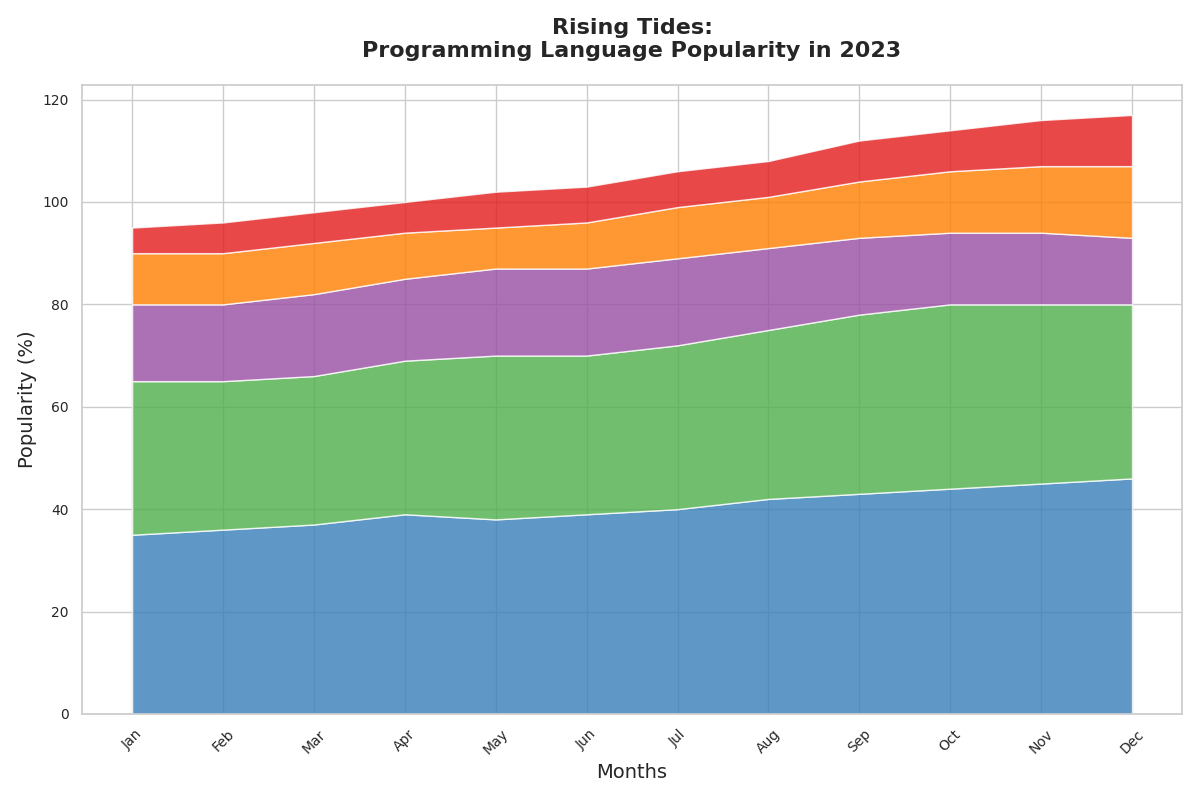 Rising Tides:
Programming Language Popularity in 2023
Popularity (%)
120
100
80
60
40
20
0
Jan
Feb
Mar
Apr
May
Jun
Jul
Aug
Sep
Oct
Nov
Dec
Months